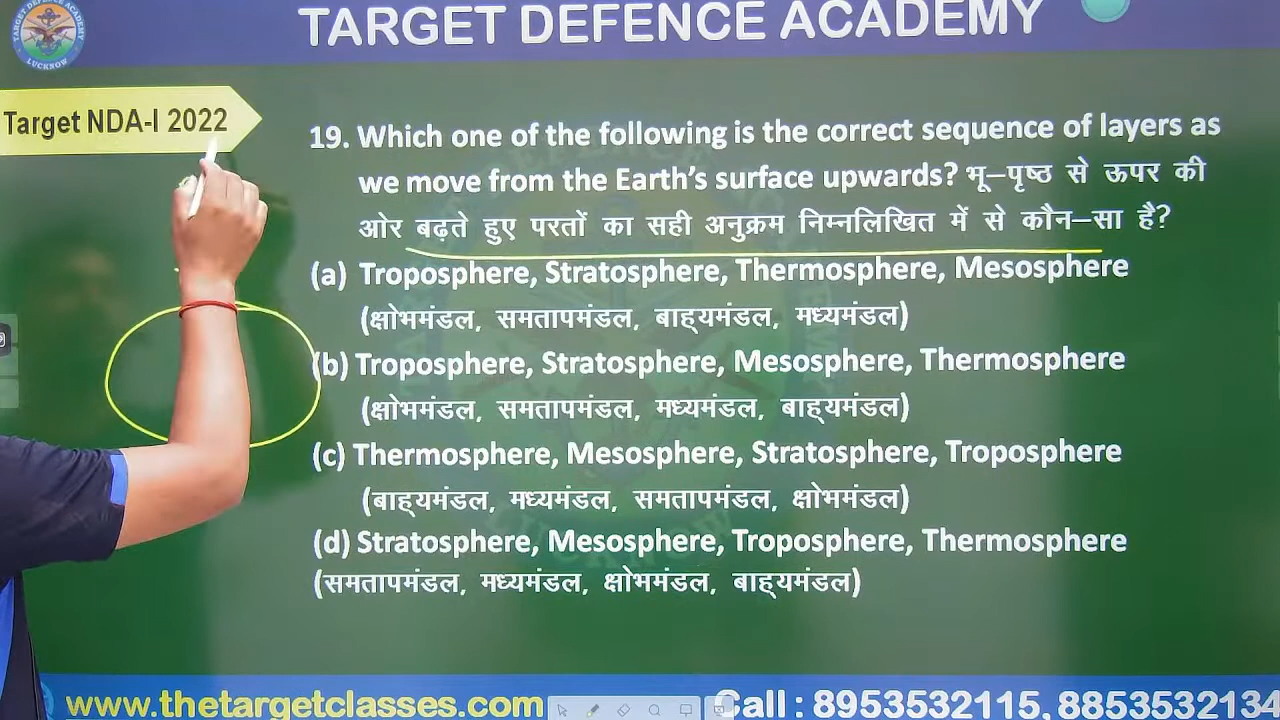 TARGET DEFENCE ACADEMY
TARGET DEFENCE ACADEMY
LUCKNOW
Target NDA-I 2022
19. Which one of the following is the correct sequence of layers as
we move from the Earth's surface upwards? भू–पृष्ठ से ऊपर की
ओर बढ़ते हुए परतों का सही अनुक्रम निम्नलिखित में से कौन–सा है?
(a) Troposphere, Stratosphere, Thermosphere, Mesosphere
(क्षोभमंडल, समतापमंडल, बाह्यमंडल, मध्यमंडल)
(b) Troposphere, Stratosphere, Mesosphere, Thermosphere
(क्षोभमंडल, समतापमंडल, मध्यमंडल, बाह्यमंडल)
(c) Thermosphere, Mesosphere, Stratosphere, Troposphere
(बाह्यमंडल, मध्यमंडल, समतापमंडल, क्षोभमंडल)
(d) Stratosphere, Mesosphere, Troposphere, Thermosphere
(समतापमंडल, मध्यमंडल, क्षोभमंडल, बाह्यमंडल)
www.thetargetclasses.com
Call : 8953532115, 8853532134